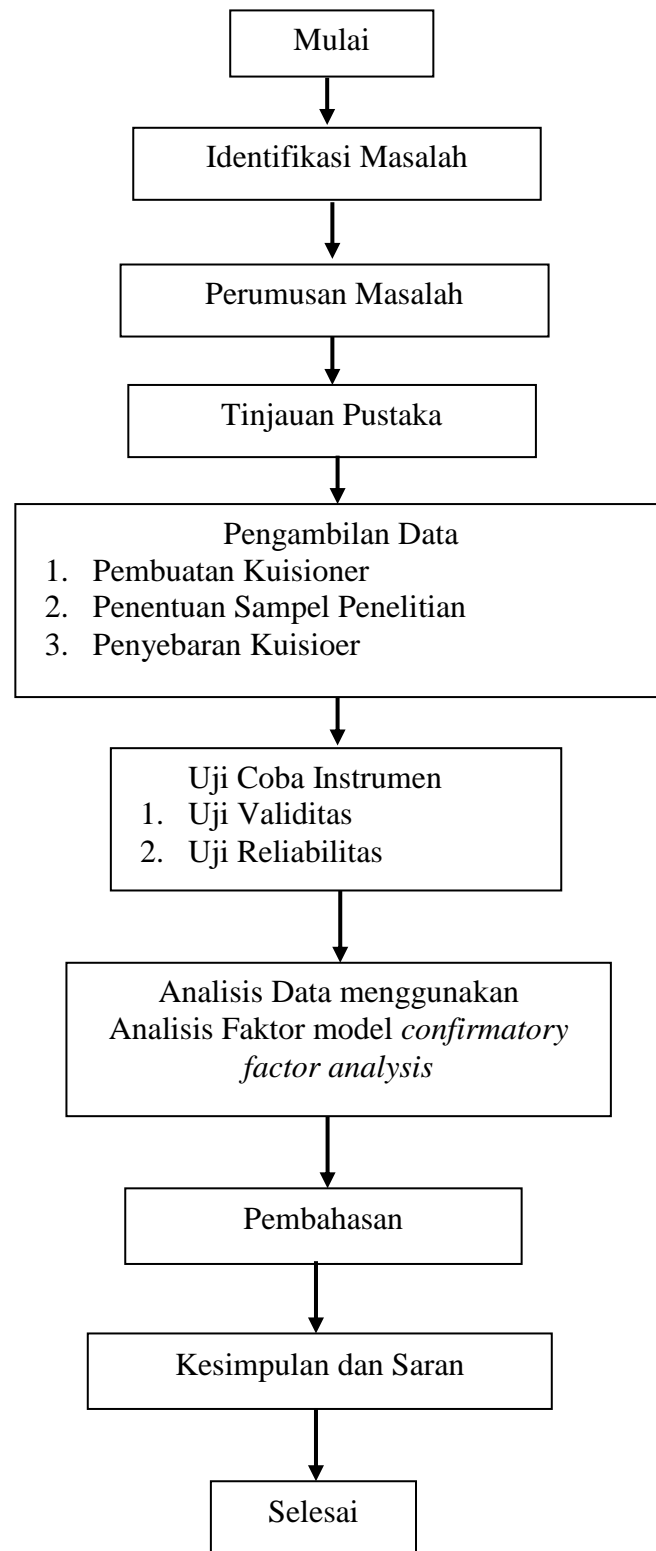 Mulai
Identifikasi Masalah
Perumusan Masalah
Tinjauan Pustaka
Pengambilan Data
1. Pembuatan Kuisioner
2. Penentuan Sampel Penelitian
3. Penyebaran Kuisioer
Uji Coba Instrumen
1. Uji Validitas
2. Uji Reliabilitas
Analisis Data menggunakan
Analisis Faktor model confirmatory
factor analysis
Pembahasan
Kesimpulan dan Saran
Selesai